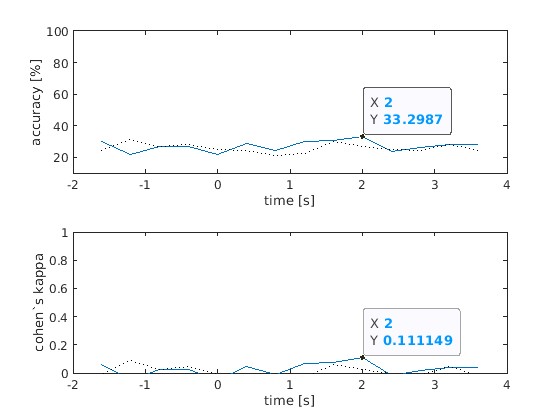 100
80
60
40
20
accuracy [%]
X 2
Y 33.2987
-2 -1 0 1 2 3 4
time [s]
1
0.8
0.6
0.4
0.2
0
cohen`s kappa
X 2
Y 0.111149
-2 -1 0 1 2 3 4
time [s]